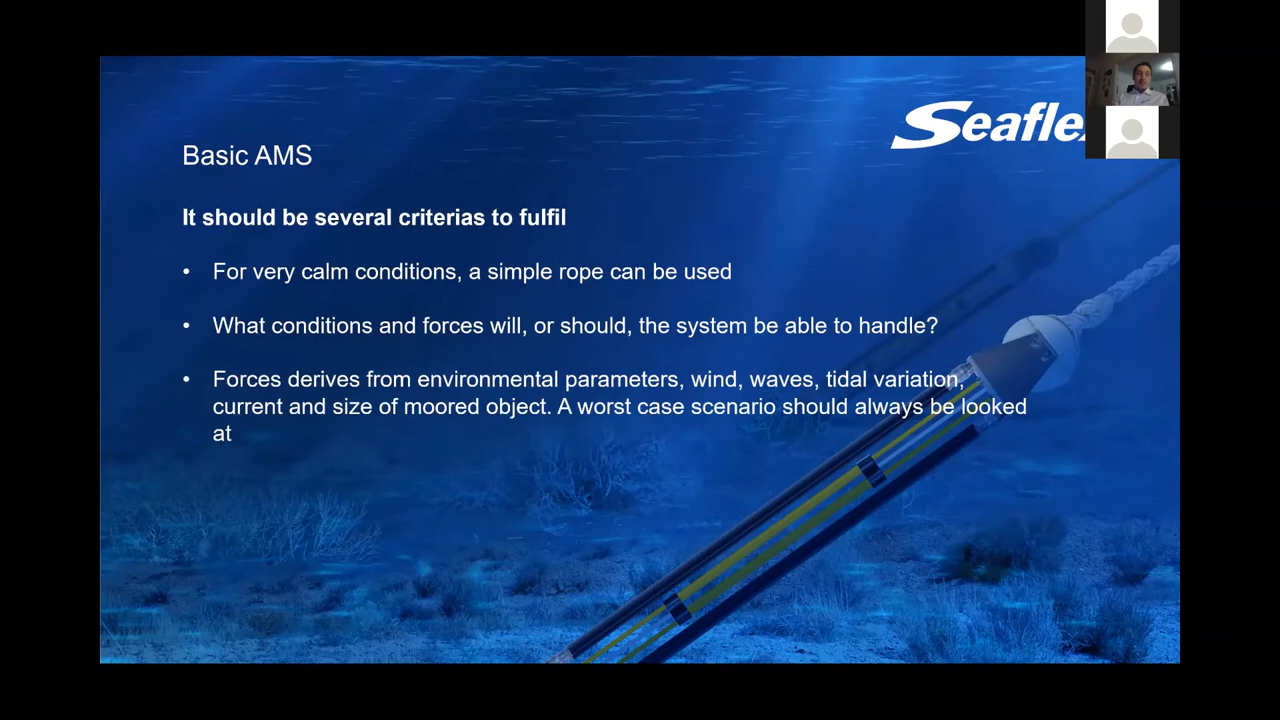 Seafle
Basic AMS
It should be several criterias to fulfil
• For very calm conditions, a simple rope can be used
• What conditions and forces will, or should, the system be able to handle?
• Forces derives from environmental parameters, wind, waves, tidal variation,
current and size of moored object. A worst case scenario should always be looked
at